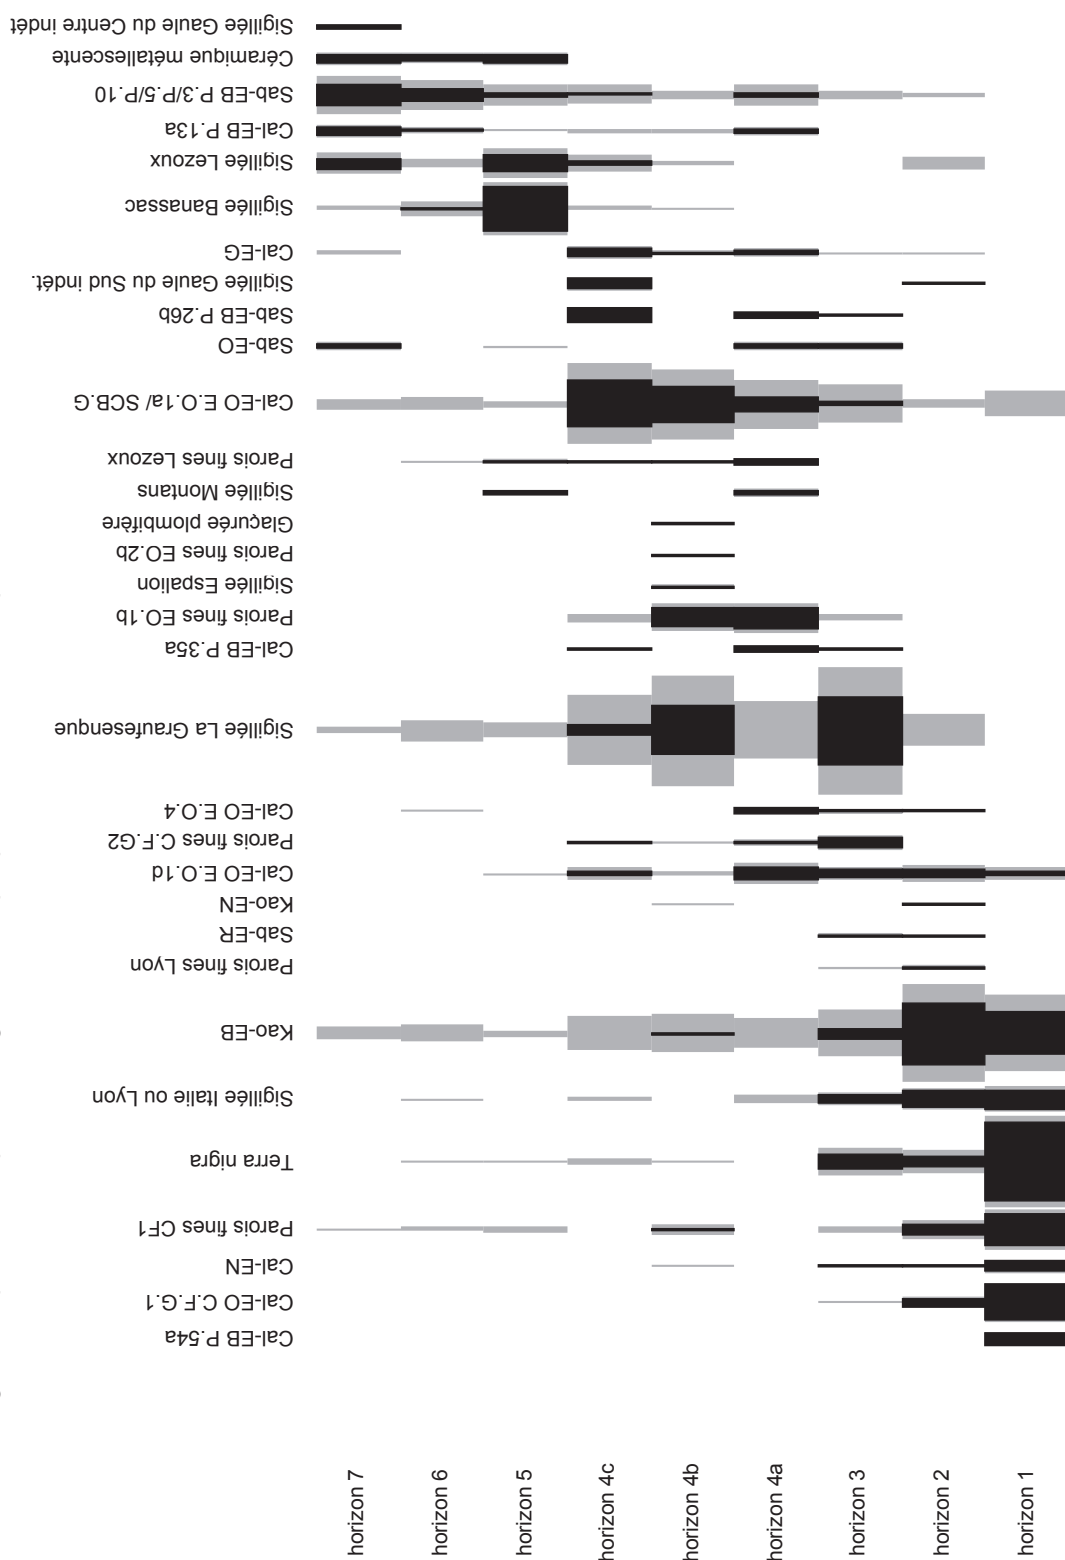 Sigillée Gaule du Centre indét
Céramique métallescente
Sab-EB P.3/P.5/P.10
Cal-EB P.13a
Sigillée Lezoux
Sigillée Banassac
Cal-EG
Sigillée Gaule du Sud indét.
Sab-EB P.26b
Sab-EO
Cal-EO E.O.1a/ SCB.G
Parois fines Lezoux
Sigillée Montans
Glaçurée plombifère
Parois fines EO.2b
Sigillée Espalion
Parois fines EO.1b
Cal-EB P.35a
Sigillée La Graufesenque
Cal-EO E.O.4
Parois fines C.F.G2
Cal-EO E.O.1d
Kao-EN
Sab-ER
Parois fines Lyon
Kao-EB
Sigillée Italie ou Lyon
Terra nigra
Parois fines CF1
Cal-EN
Cal-EO C.F.G.1
Cal-EB P.54a
horizon 7
horizon 6
horizon 5
horizon 4c
horizon 4b
horizon 4a
horizon 3
horizon 2
horizon 1